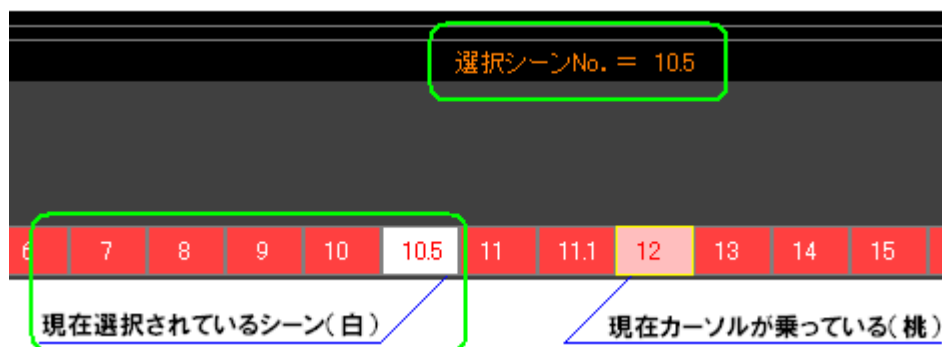 選択シーンNo.＝ 10.5
6 7 8 9 10 10.5 11 11.1 12 13 14 15
現在選択されているシーン(白) 現在カーソルが乗っている(桃)